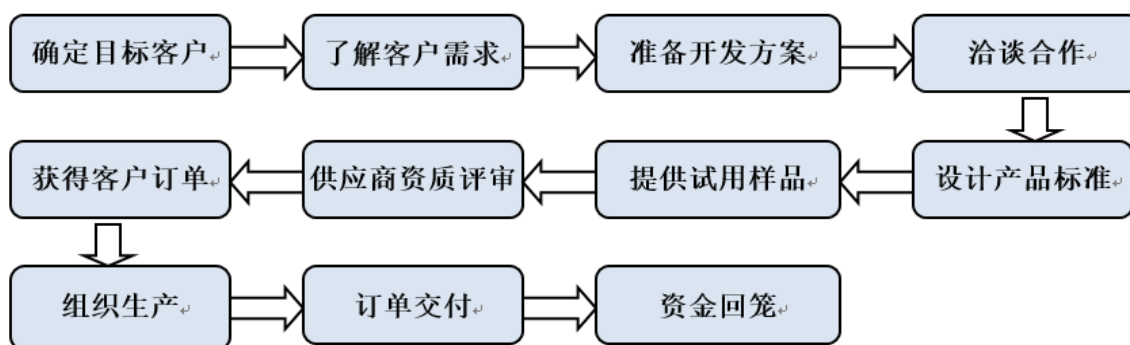 确定目标客户
了解客户需求
准备开发方案
洽谈合作
设计产品标准
提供试用样品
供应商资质评审
获得客户订单
组织生产
订单交付
资金回笼